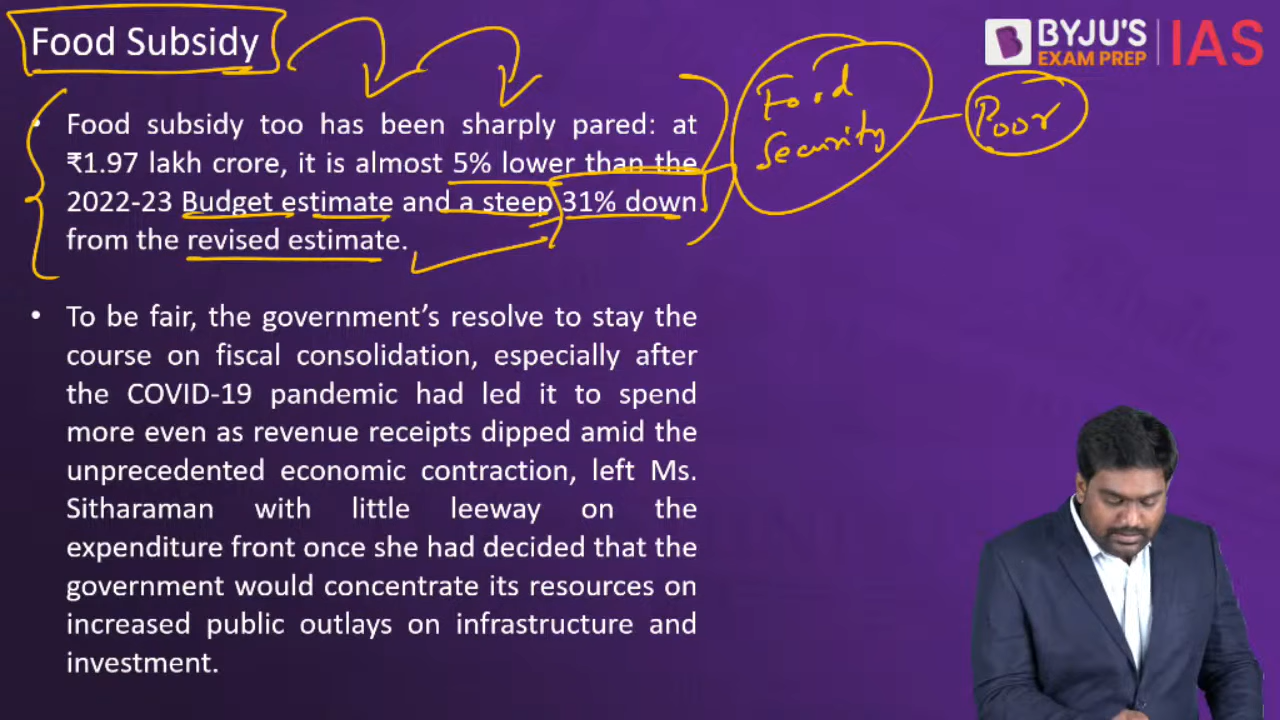 Food Subsidy
BYJU'S
EXAM PREP
IAS
• Food subsidy too has been sharply pared: at
₹1.97 lakh crore, it is almost 5% lower than the
2022-23 Budget estimate and a steep 31% down
from the revised estimate.
Food
Security
Poor
• To be fair, the government’s resolve to stay the
course on fiscal consolidation, especially after
the COVID-19 pandemic had led it to spend
more even as revenue receipts dipped amid the
unprecedented economic contraction, left Ms.
Sitharaman with little leeway on the
expenditure front once she had decided that the
government would concentrate its resources on
increased public outlays on infrastructure and
investment.